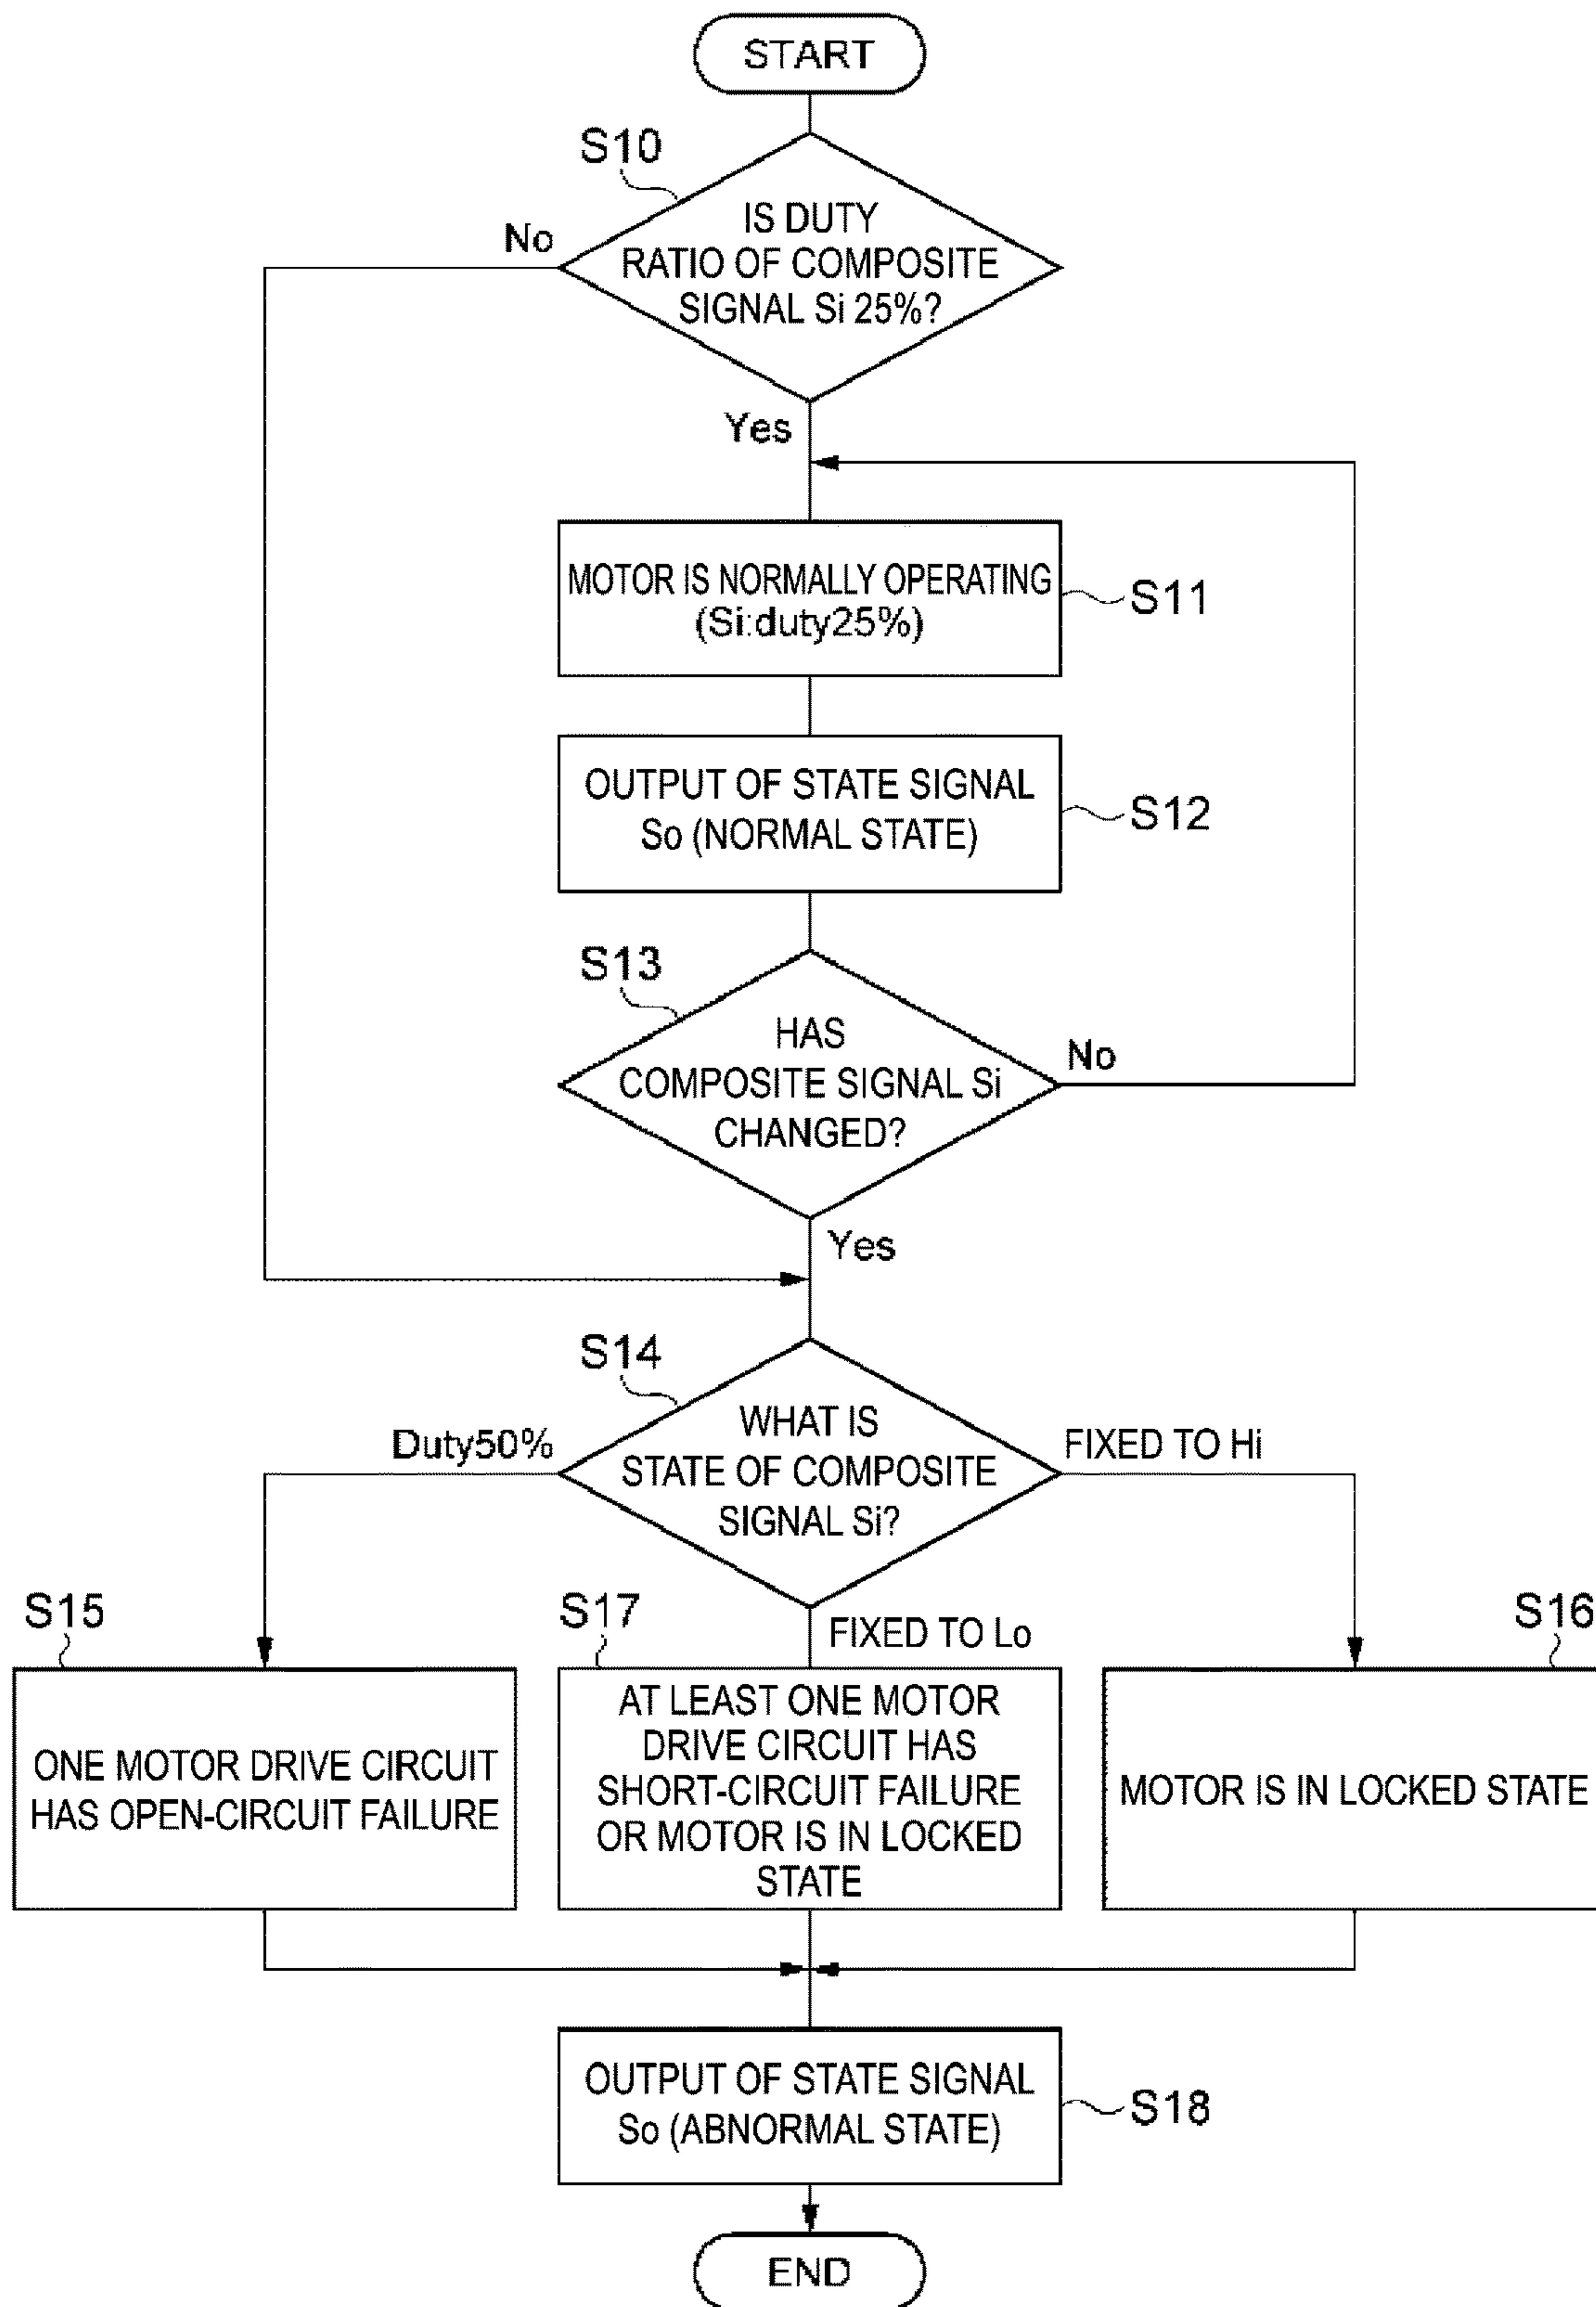 START
S10
IS DUTY
RATIO OF COMPOSITE
SIGNAL Si 25%?
No
Yes
MOTOR IS NORMALLY OPERATING
(Si:duty25%)
S11
OUTPUT OF STATE SIGNAL
So (NORMAL STATE)
S12
S13
HAS
COMPOSITE SIGNAL Si
CHANGED?
No
Yes
S14
WHAT IS
STATE OF COMPOSITE
SIGNAL Si?
Duty50%
FIXED TO Hi
FIXED TO Lo
S15
ONE MOTOR DRIVE CIRCUIT
HAS OPEN-CIRCUIT FAILURE
S17
AT LEAST ONE MOTOR
DRIVE CIRCUIT HAS
SHORT-CIRCUIT FAILURE
OR MOTOR IS IN LOCKED
STATE
S16
MOTOR IS IN LOCKED STATE
OUTPUT OF STATE SIGNAL
So (ABNORMAL STATE)
S18
END